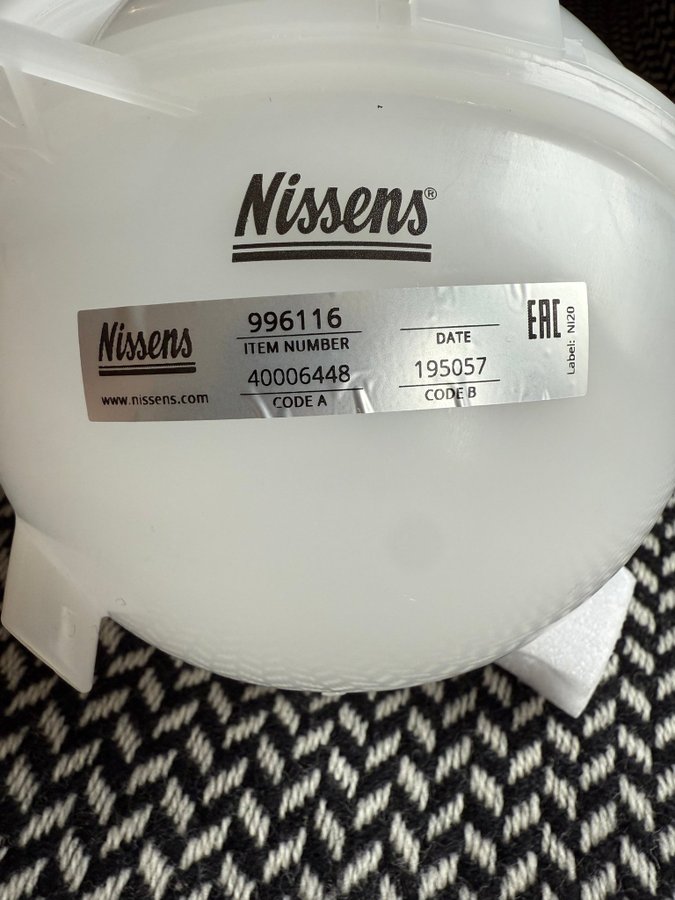 Nissens®
Nissens
www.nissens.com
996116
ITEM NUMBER
40006448
CODE A
DATE
195057
CODE B
EAC
Label: NI20